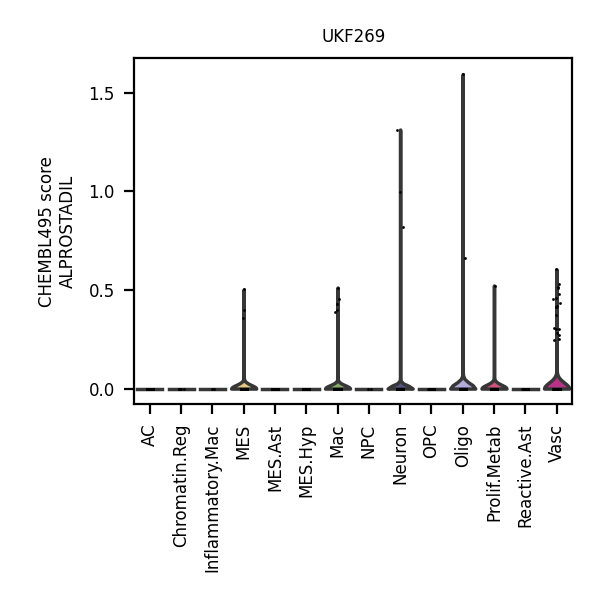 UKF269
CHEMBL495 score
ALPROSTADIL
1.5
1.0
0.5
0.0
AC
Chromatin.Reg
Inflammatory.Mac
MES
MES.Ast
MES.Hyp
Mac
NPC
Neuron
OPC
Oligo
Prolif.Metab
Reactive.Ast
Vasc